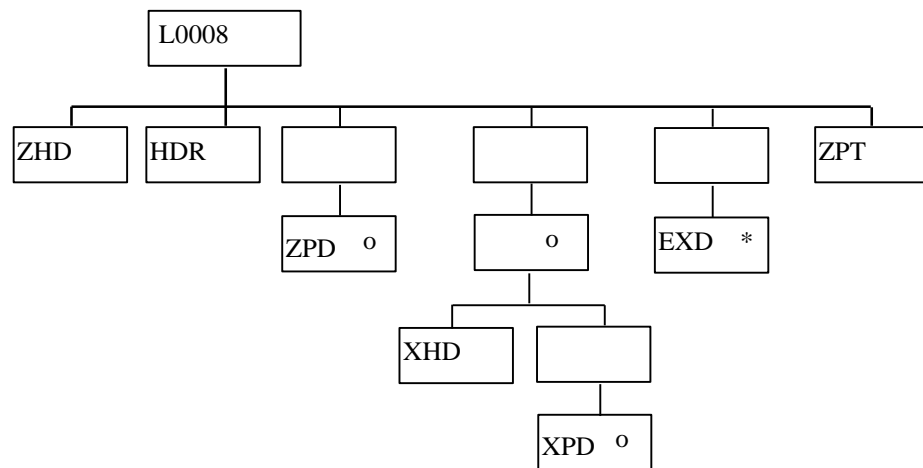 L0008
ZHD HDR ZPT
ZPD o o EXD *
XHD
XPD o